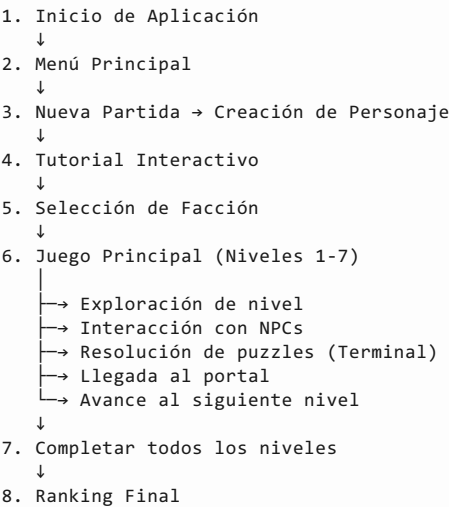 1. Inicio de Aplicación
↓
2. Menú Principal
↓
3. Nueva Partida → Creación de Personaje
↓
4. Tutorial Interactivo
↓
5. Selección de Facción
↓
6. Juego Principal (Niveles 1-7)
│
├─→ Exploración de nivel
├─→ Interacción con NPCs
├─→ Resolución de puzzles (Terminal)
├─→ Llegada al portal
└─→ Avance al siguiente nivel
↓
7. Completar todos los niveles
↓
8. Ranking Final